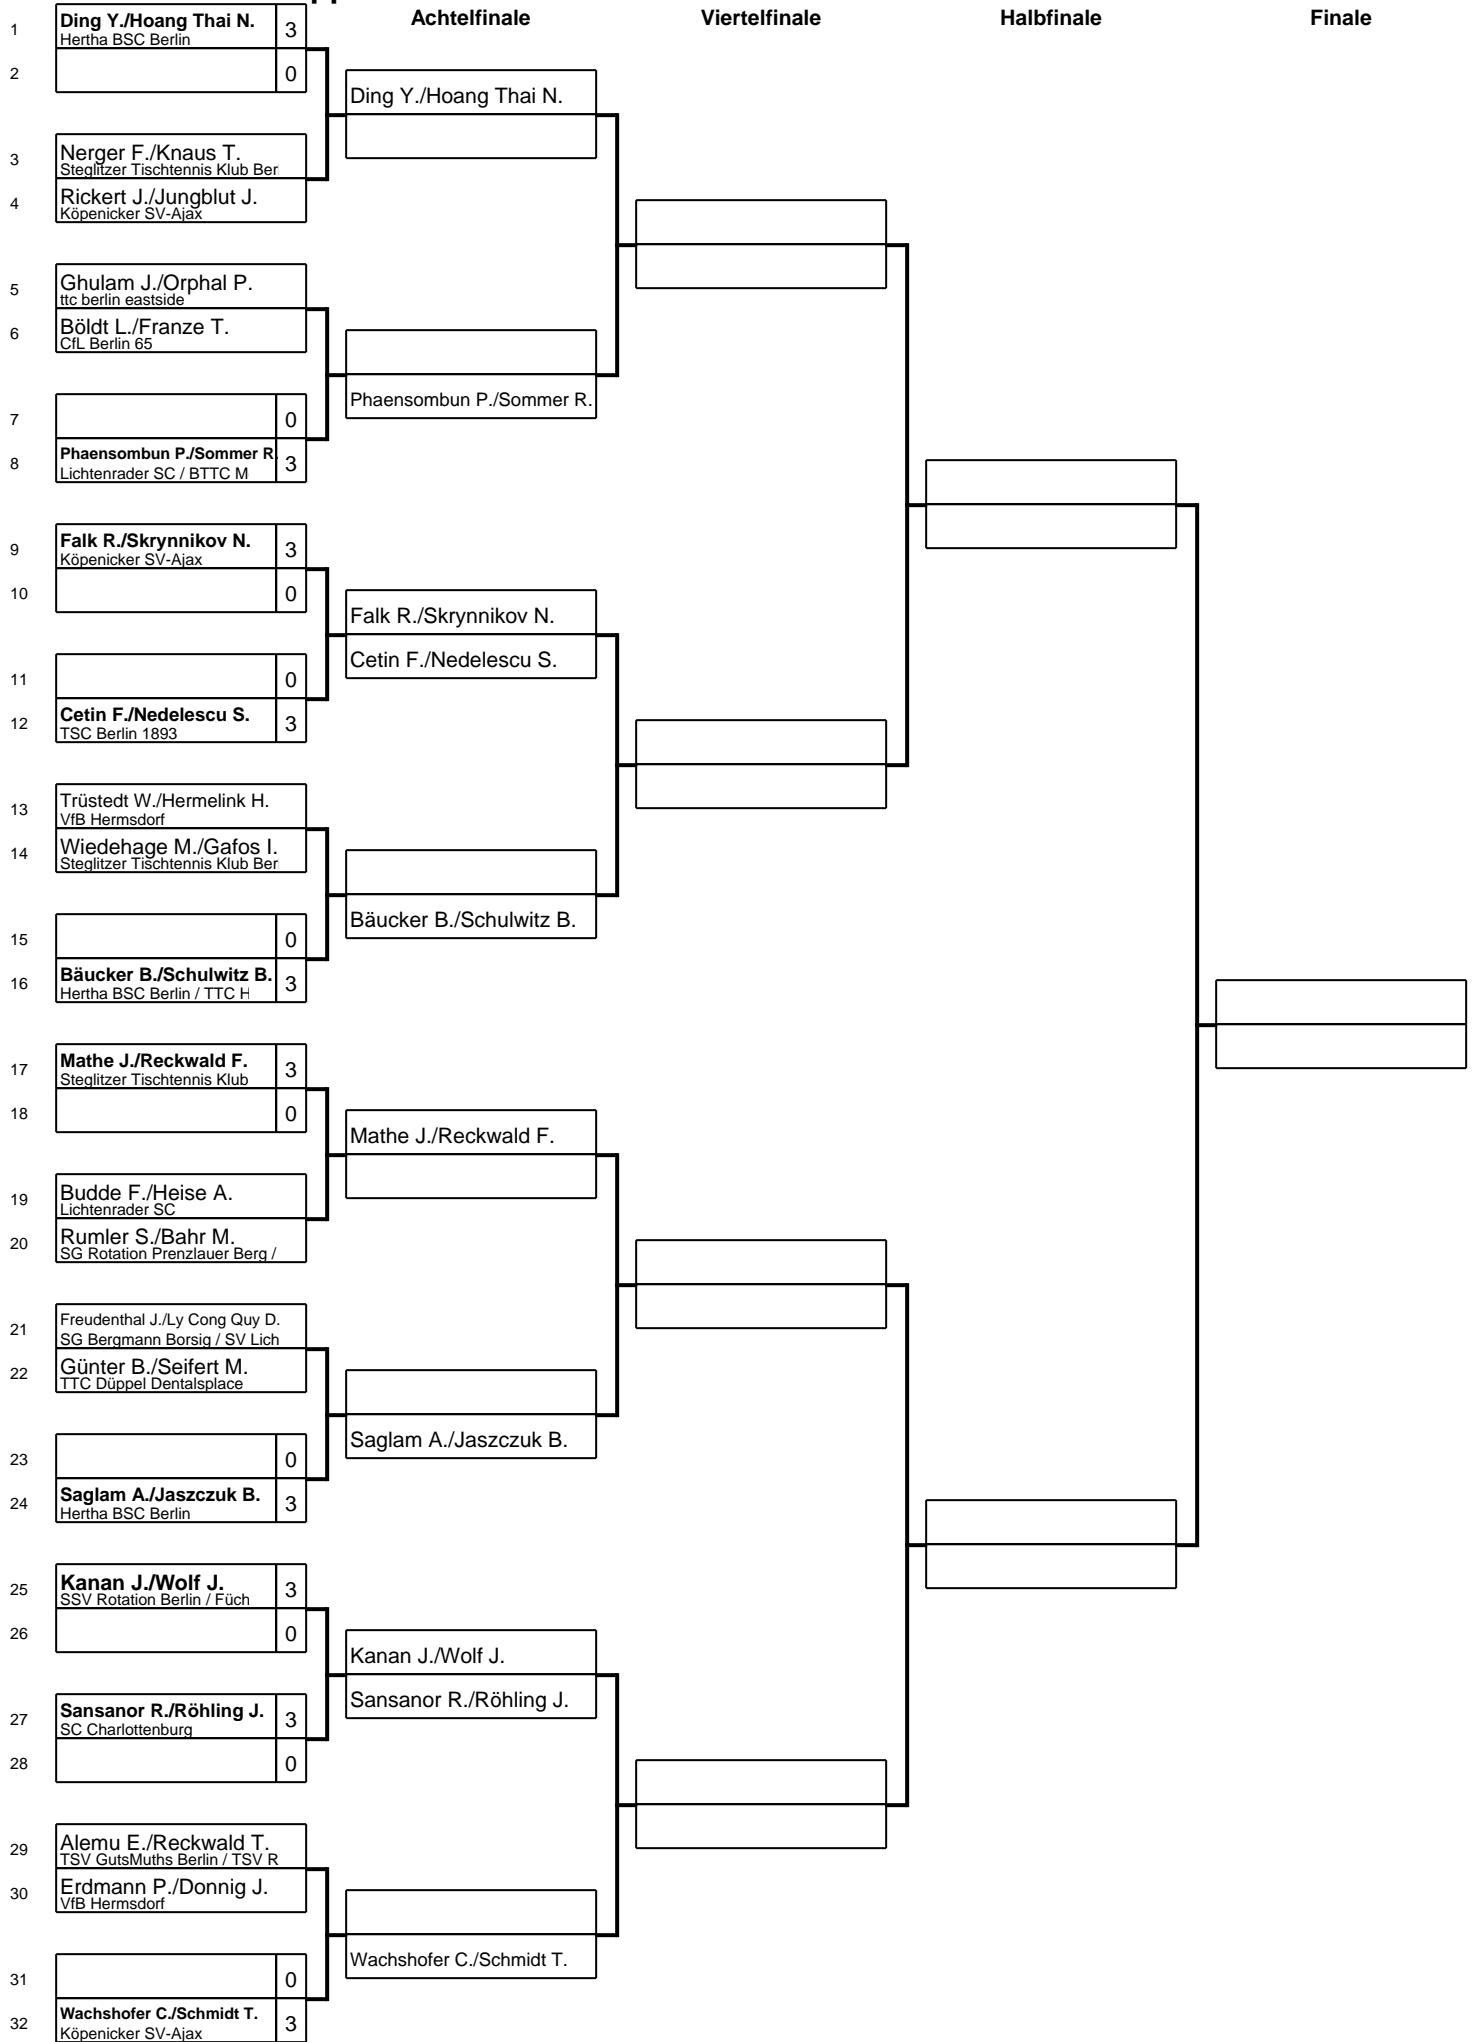 Achtelfinale Viertelfinale Halbfinale Finale
1 Ding Y./Hoang Thai N. 3
Hertha BSC Berlin
2 0
Ding Y./Hoang Thai N.
3 Nerger F./Knaus T.
Steglitzer Tischtennis Klub Ber
4 Rickert J./Jungblut J.
Köpenicker SV-Ajax
5 Ghulam J./Orphal P.
ttc berlin eastside
6 Böldt L./Franze T.
CfL Berlin 65
Phaensombun P./Sommer R.
7 0
8 Phaensombun P./Sommer R. 3
Lichtenrader SC / BTTC M
9 Falk R./Skrynnikov N. 3
Köpenicker SV-Ajax
10 0
Falk R./Skrynnikov N.
Cetin F./Nedelescu S.
11 0
12 Cetin F./Nedelescu S. 3
TSC Berlin 1893
13 Trüstedt W./Hermelink H.
VfB Hermsdorf
14 Wiedehage M./Gafos I.
Steglitzer Tischtennis Klub Ber
Bäucker B./Schulwitz B.
15 0
16 Bäucker B./Schulwitz B. 3
Hertha BSC Berlin / TTC H
17 Mathe J./Reckwald F. 3
Steglitzer Tischtennis Klub
18 0
Mathe J./Reckwald F.
19 Budde F./Heise A.
Lichtenrader SC
20 Rumler S./Bahr M.
SG Rotation Prenzlauer Berg /
21 Freudenthal J./Ly Cong Quy D.
SG Bergmann Borsig / SV Lich
22 Günter B./Seifert M.
TTC Düppel Dentalsplace
Saglam A./Jaszczuk B.
23 0
24 Saglam A./Jaszczuk B. 3
Hertha BSC Berlin
25 Kanan J./Wolf J. 3
SSV Rotation Berlin / Füch
26 0
Kanan J./Wolf J.
Sansanor R./Röhling J.
27 Sansanor R./Röhling J. 3
SC Charlottenburg
28 0
29 Alemu E./Reckwald T.
TSV GutsMuths Berlin / TSV R
30 Erdmann P./Donnig J.
VfB Hermsdorf
Wachshofer C./Schmidt T.
31 0
32 Wachshofer C./Schmidt T. 3
Köpenicker SV-Ajax